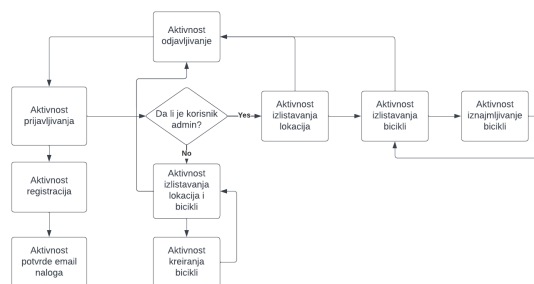 Aktivnost
odjavljivanje
Aktivnost
prijavljivanja
Da li je korisnik
admin?
Yes
Aktivnost
izlistavanja
lokacija
Aktivnost
izlistavanja
bicikli
Aktivnost
iznajmljivanje
bicikli
No
Aktivnost
registracija
Aktivnost
izlistavanja
lokacija i
bicikli
Aktivnost
potvrde email
naloga
Aktivnost
kreiranja
bicikli